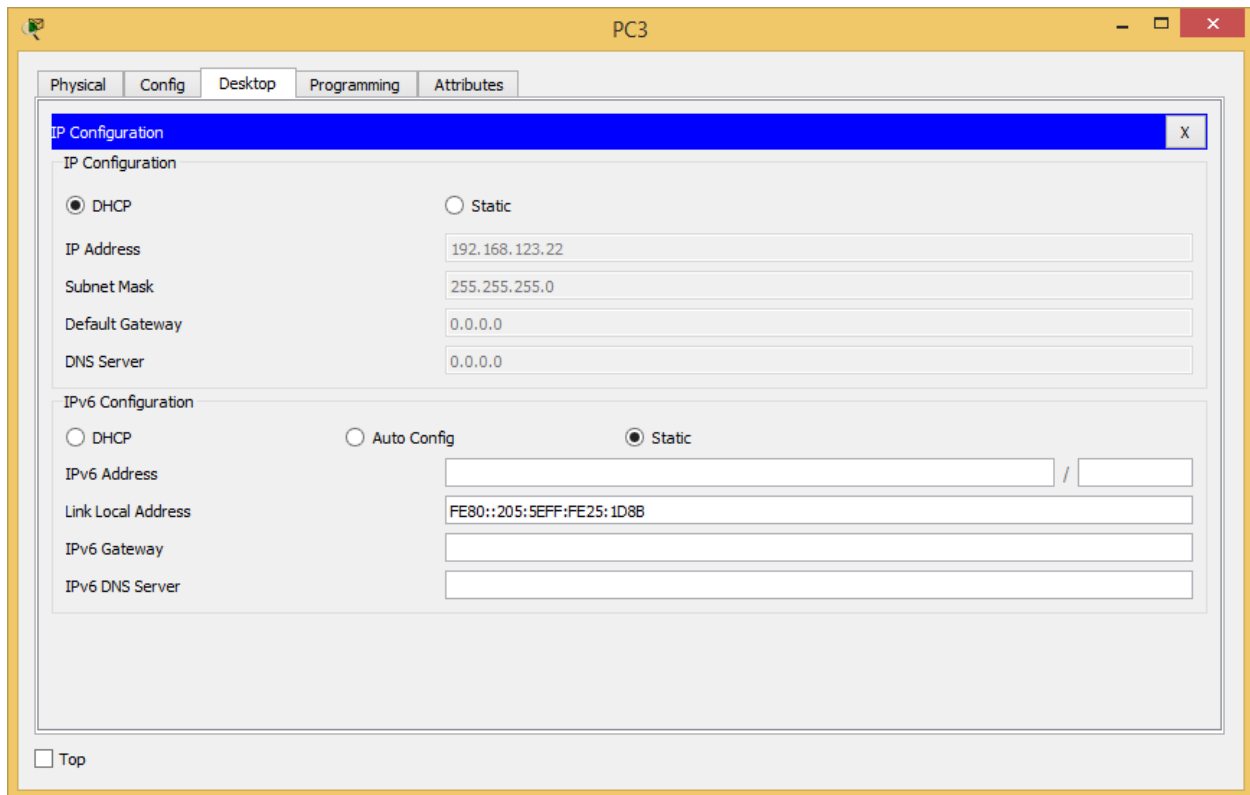 PC3
Physical Config Desktop Programming Attributes
IP Configuration X
IP Configuration
DHCP Static
IP Address 192.168.123.22
Subnet Mask 255.255.255.0
Default Gateway 0.0.0.0
DNS Server 0.0.0.0
IPv6 Configuration
DHCP Auto Config Static
IPv6 Address /
Link Local Address FE80::205:5EFF:FE25:1D8B
IPv6 Gateway
IPv6 DNS Server
Top